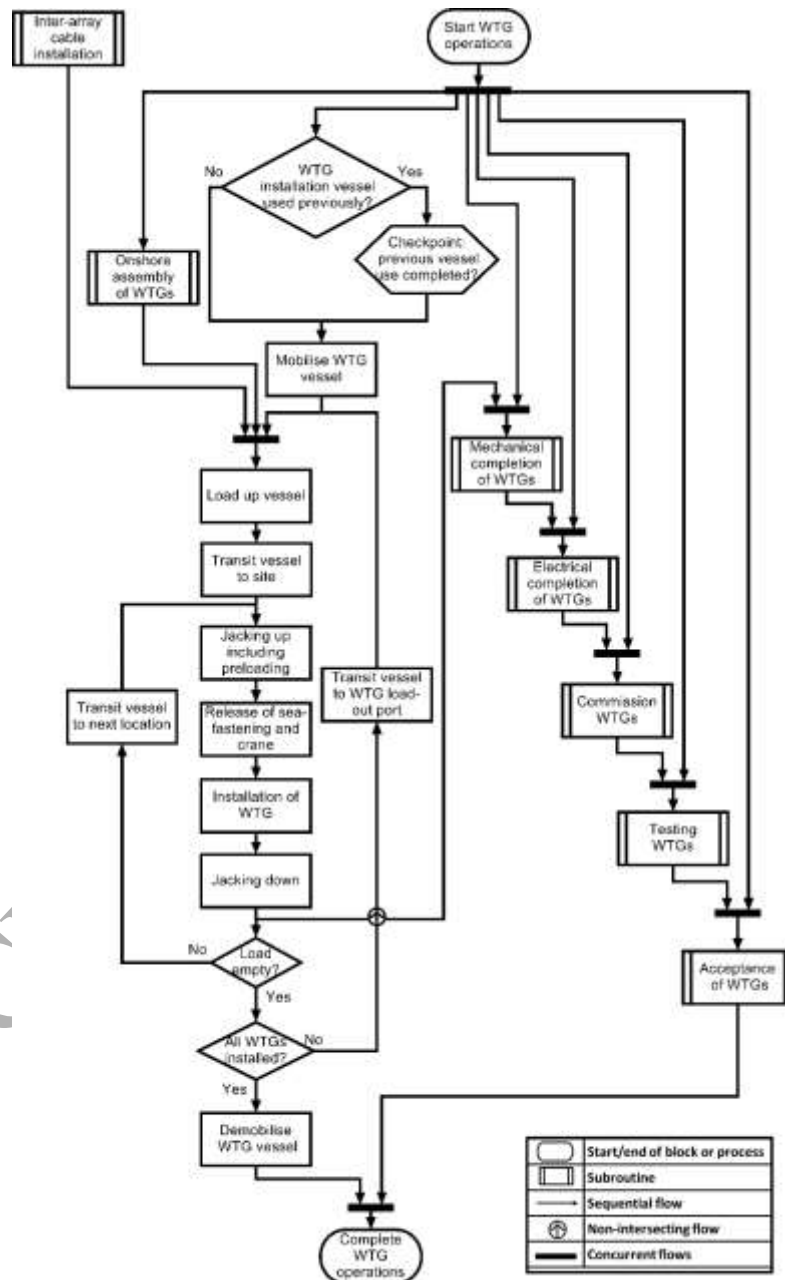 Inter-array
cable
installation
Start WTG
operations
No
WTG
installation vessel
used previously?
Yes
Checkpoint:
previous vessel
use completed?
Onshore
assembly
of WTGs
Mobilise WTG
vessel
Mechanical
completion
of WTGs
Load up vessel
Transit vessel
to site
Electrical
completion
of WTGs
Jacking up
including
preloading
Transit vessel
to next location
Release of sea-
fastening and
crane
Transit vessel
to WTG load-
out port
Commission
WTGs
Installation of
WTG
Testing
WTGs
Jacking down
No
Load
empty?
Yes
Acceptance
of WTGs
All WTGs
installed?
No
Yes
Demobilise
WTG vessel
Complete
WTG
operations
Start/end of block or process
Subroutine
Sequential flow
Non-intersecting flow
Concurrent flows